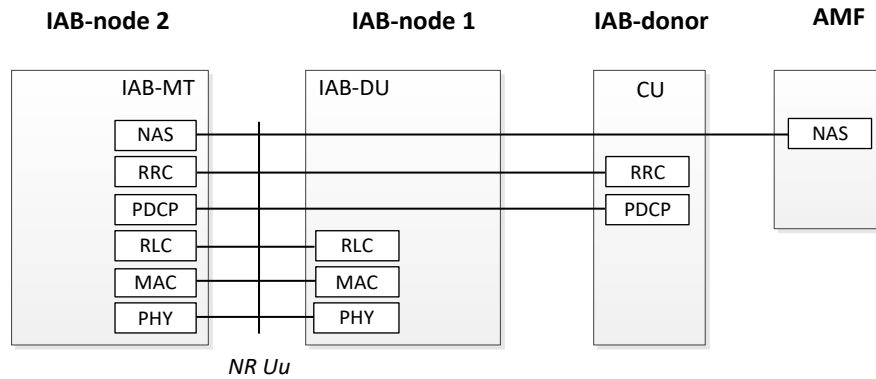 IAB-node 2 IAB-node 1 IAB-donor AMF
IAB-MT IAB-DU CU
NAS NAS
RRC RRC
PDCP PDCP
RLC RLC
MAC MAC
PHY PHY
NR Uu